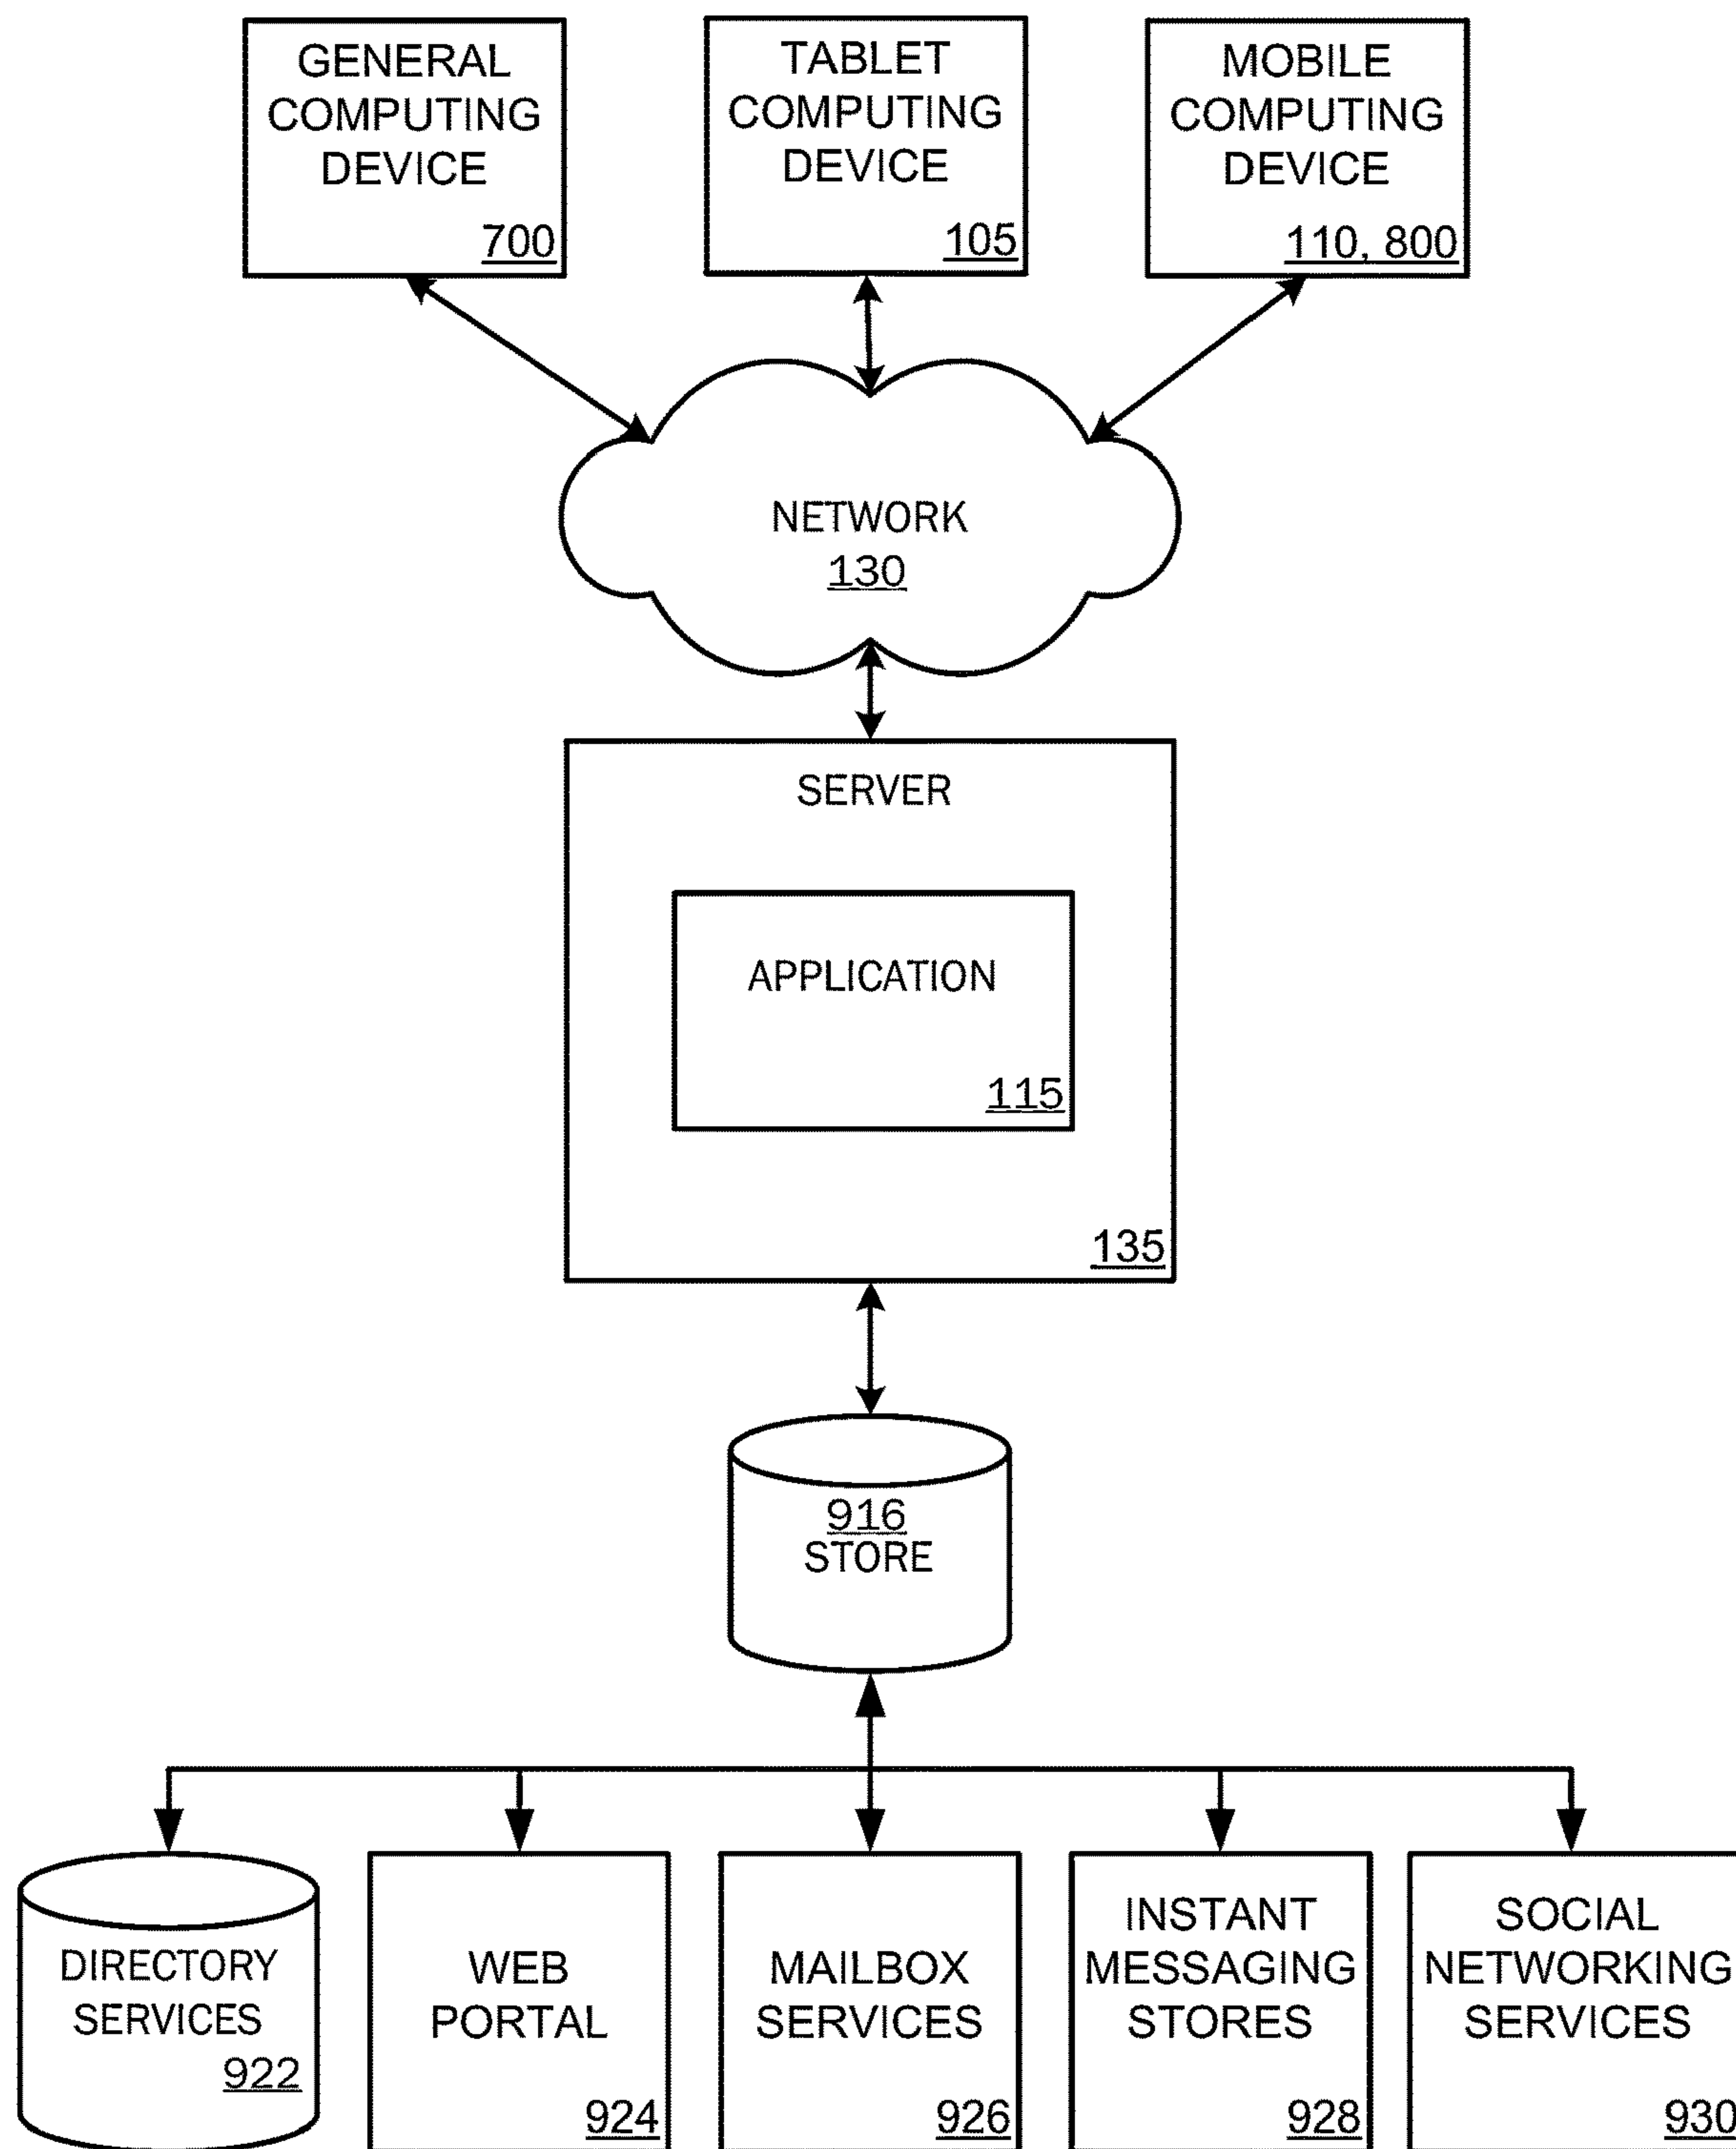 GENERAL
COMPUTING
DEVICE
700
TABLET
COMPUTING
DEVICE
105
MOBILE
COMPUTING
DEVICE
110, 800
NETWORK
130
SERVER
APPLICATION
115
135
916
STORE
DIRECTORY
SERVICES
922
WEB
PORTAL
924
MAILBOX
SERVICES
926
INSTANT
MESSAGING
STORES
928
SOCIAL
NETWORKING
SERVICES
930